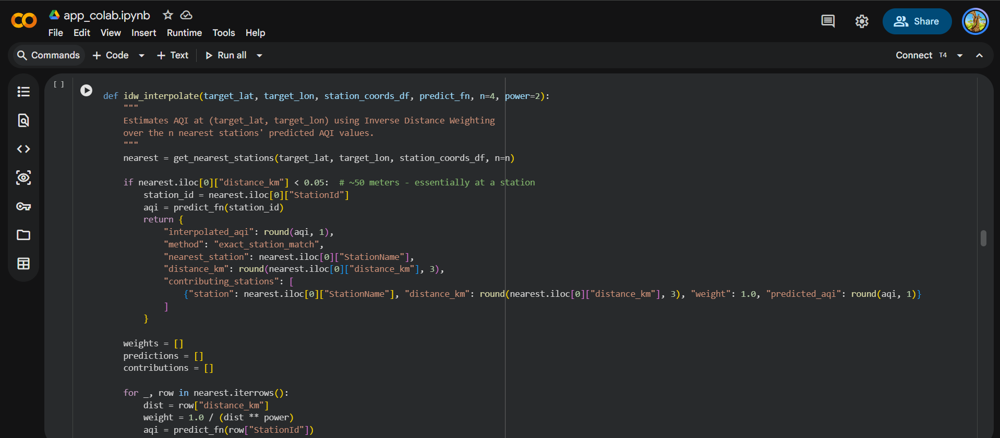 app_colab.ipynb
File Edit View Insert Runtime Tools Help
Share
Commands + Code + Text Run all
Connect T4
[ ]
def idw_interpolate(target_lat, target_lon, station_coords_df, predict_fn, n=4, power=2):
    """
    Estimates AQI at (target_lat, target_lon) using Inverse Distance Weighting
    over the n nearest stations' predicted AQI values.
    """
    nearest = get_nearest_stations(target_lat, target_lon, station_coords_df, n=n)
    if nearest.iloc[0]["distance_km"] < 0.05:  # ~50 meters - essentially at a station
        station_id = nearest.iloc[0]["StationId"]
        aqi = predict_fn(station_id)
        return {
            "interpolated_aqi": round(aqi, 1),
            "method": "exact_station_match",
            "nearest_station": nearest.iloc[0]["StationName"],
            "distance_km": round(nearest.iloc[0]["distance_km"], 3),
            "contributing_stations": [
                {"station": nearest.iloc[0]["StationName"], "distance_km": round(nearest.iloc[0]["distance_km"], 3), "weight": 1.0, "predicted_aqi": round(aqi, 1)}
            ]
        }
    weights = []
    predictions = []
    contributions = []
    for _, row in nearest.iterrows():
        dist = row["distance_km"]
        weight = 1.0 / (dist ** power)
        aqi = predict_fn(row["StationId"])